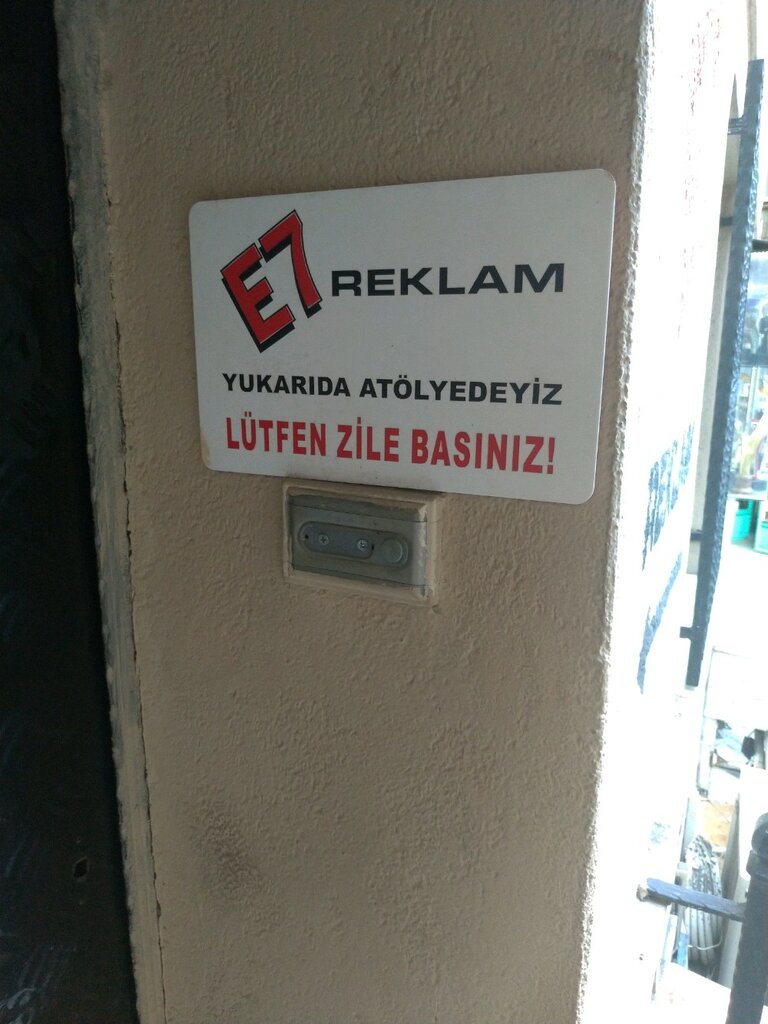 E7 REKLAM
YUKARIDA ATÖLYEDEYİZ
LÜTFEN ZİLE BASINIZ!